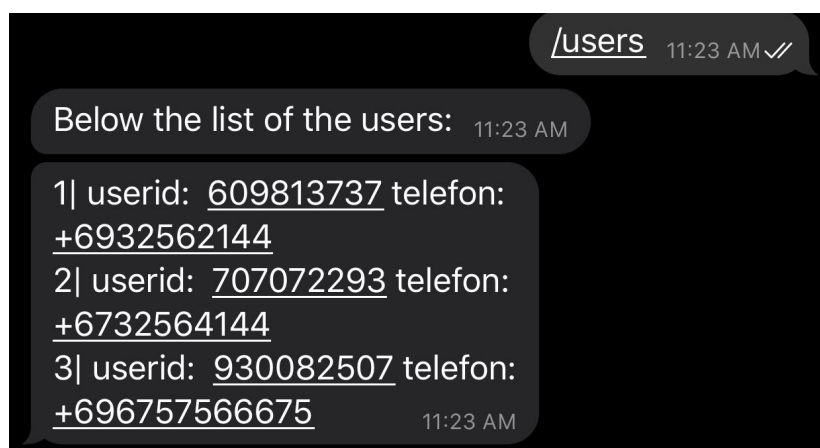 /users 11:23 AM
Below the list of the users: 11:23 AM
1| userid: 609813737 telefon:
+6932562144
2| userid: 707072293 telefon:
+6732564144
3| userid: 930082507 telefon:
+696757566675 11:23 AM